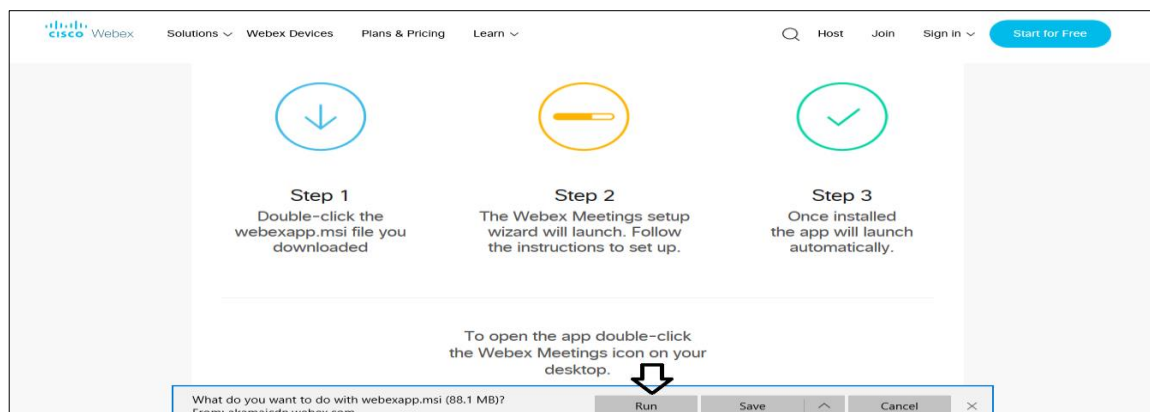 CISCO Webex Solutions Webex Devices Plans & Pricing Learn Host Join Sign in Start for Free
Step 1
Double-click the
webexapp.msi file you
downloaded
Step 2
The Webex Meetings setup
wizard will launch. Follow
the instructions to set up.
Step 3
Once installed
the app will launch
automatically.
To open the app double-click
the Webex Meetings icon on your
desktop.
What do you want to do with webexapp.msi (88.1 MB)?
From: akamaicdn.webex.com
Run Save Cancel